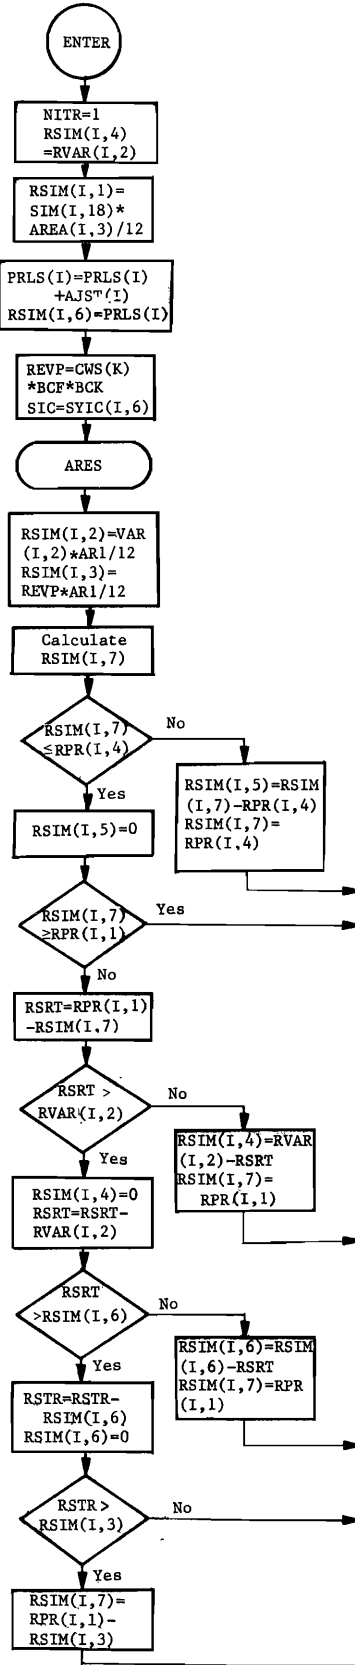 ENTER
NITR=1
RSIM(I,4)
=RVAR(I,2)
RSIM(I,1)=
SIM(I,18)*
AREA(I,3)/12
PRLS(I)=PRLS(I)
+AJST(I)
RSIM(I,6)=PRLS(I)
REVP=CWS(K)
*BCF*BCK
SIC=SYIC(I,6)
ARES
RSIM(I,2)=VAR
(I,2)*AR1/12
RSIM(I,3)=
REVP*AR1/12
Calculate
RSIM(I,7)
RSIM(I,7)
≤RPR(I,4)
No
Yes
RSIM(I,5)=RSIM
(I,7)-RPR(I,4)
RSIM(I,7)=
RPR(I,4)
RSIM(I,5)=0
RSIM(I,7)
≥RPR(I,1)
Yes
No
RSRT=RPR(I,1)
-RSIM(I,7)
RSRT >
RVAR(I,2)
No
Yes
RSIM(I,4)=RVAR
(I,2)-RSRT
RSIM(I,7)=
RPR(I,1)
RSIM(I,4)=0
RSRT=RSRT-
RVAR(I,2)
RSRT
>RSIM(I,6)
No
Yes
RSIM(I,6)=RSIM
(I,6)-RSRT
RSIM(I,7)=RPR
(I,1)
RSTR=RSTR-
RSIM(I,6)
RSIM(I,6)=0
RSTR>
RSIM(I,3)
No
Yes
RSIM(I,7)=
RPR(I,1)-
RSIM(I,3)